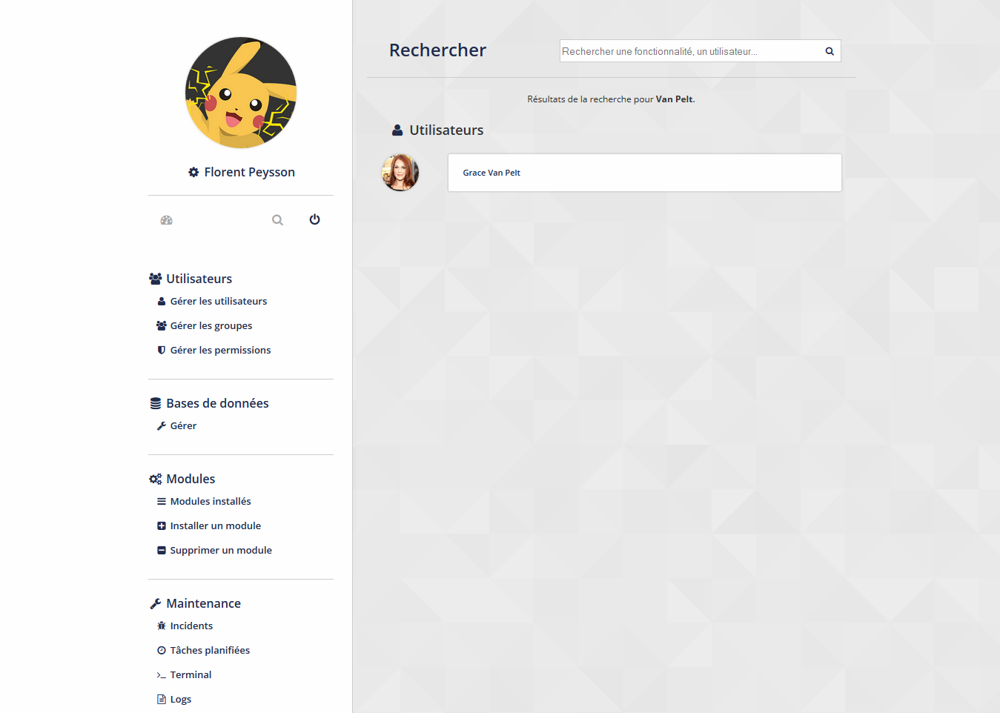 Florent Peysson
Utilisateurs
Gérer les utilisateurs
Gérer les groupes
Gérer les permissions
Bases de données
Gérer
Modules
Modules installés
Installer un module
Supprimer un module
Maintenance
Incidents
Tâches planifiées
Terminal
Logs
Rechercher
Rechercher une fonctionnalité, un utilisateur...
Résultats de la recherche pour Van Pelt.
Utilisateurs
Grace Van Pelt